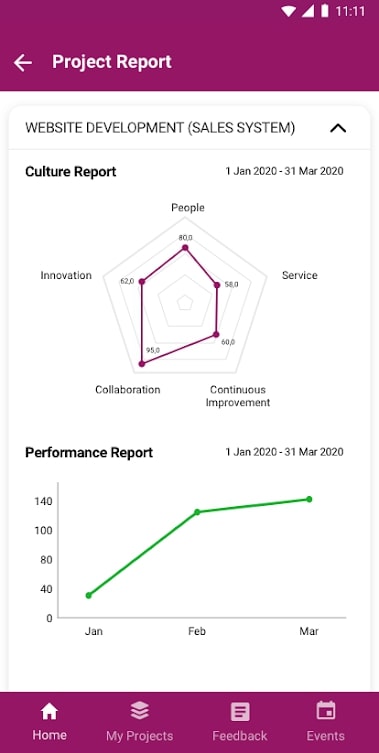 11:11
Project Report
WEBSITE DEVELOPMENT (SALES SYSTEM)
Culture Report 1 Jan 2020 - 31 Mar 2020
People
80,0
Innovation 62,0 58,0 Service
60,0
95,0
Collaboration Continuous
Improvement
Performance Report 1 Jan 2020 - 31 Mar 2020
140
100
80
40
0
Jan Feb Mar
Home My Projects Feedback Events